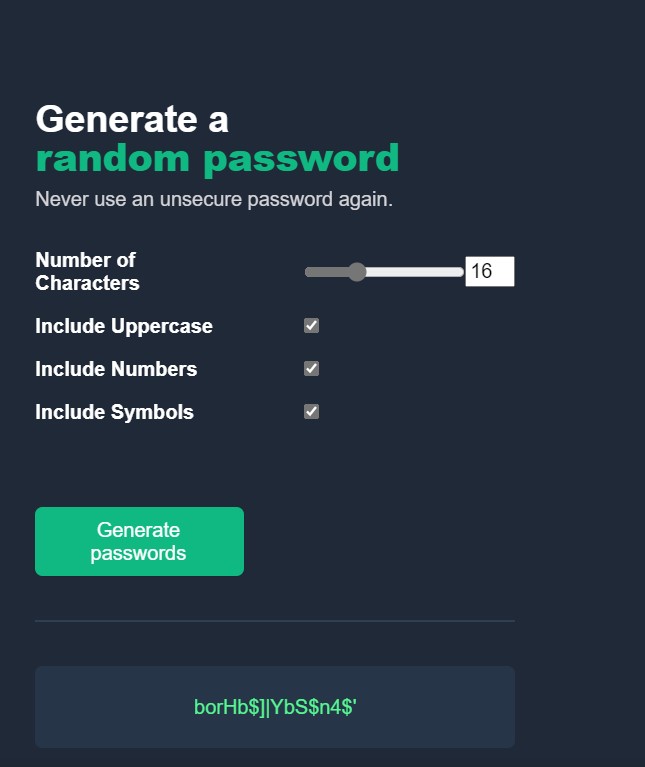 Generate a
random password
Never use an unsecure password again.
Number of
Characters
16
Include Uppercase
Include Numbers
Include Symbols
Generate
passwords
borHb$]|YbS$n4$'